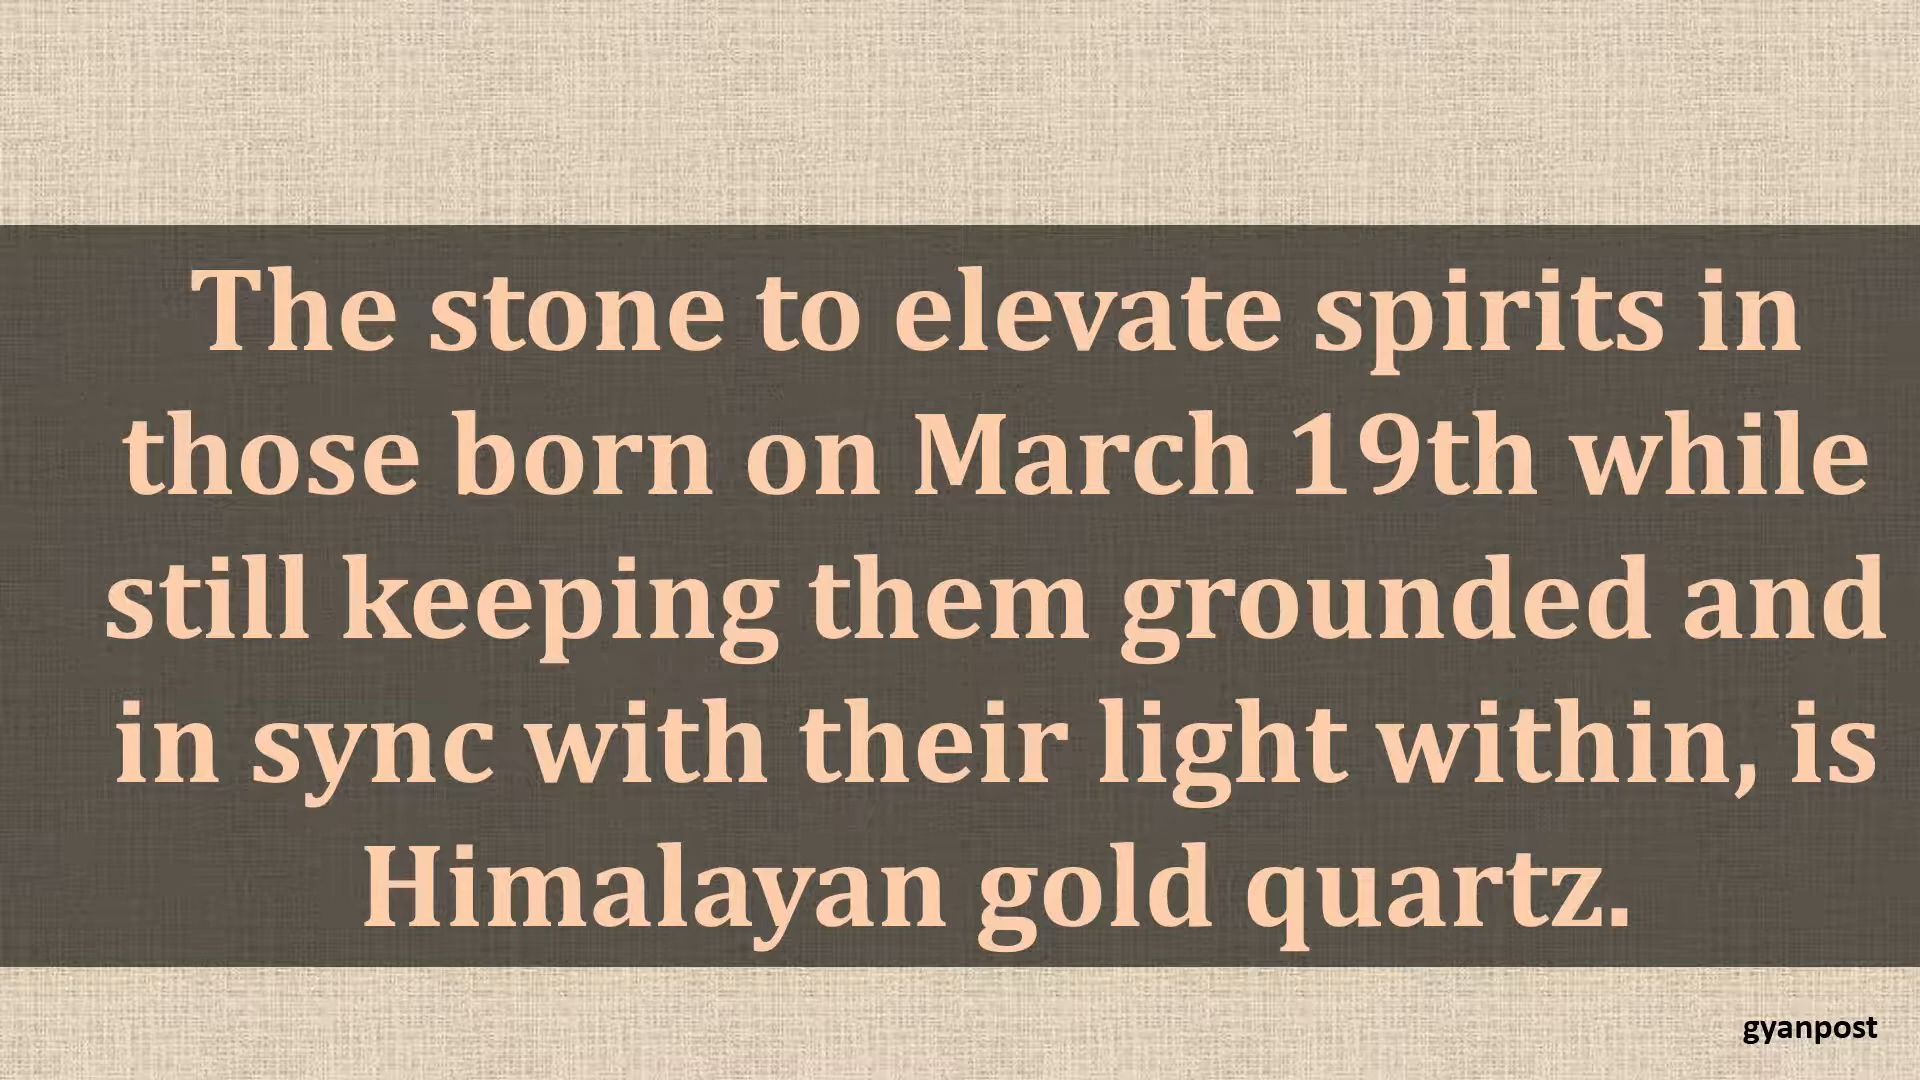 The stone to elevate spirits in
those born on March 19th while
still keeping them grounded and
in sync with their light within, is
Himalayan gold quartz.
gyanpost